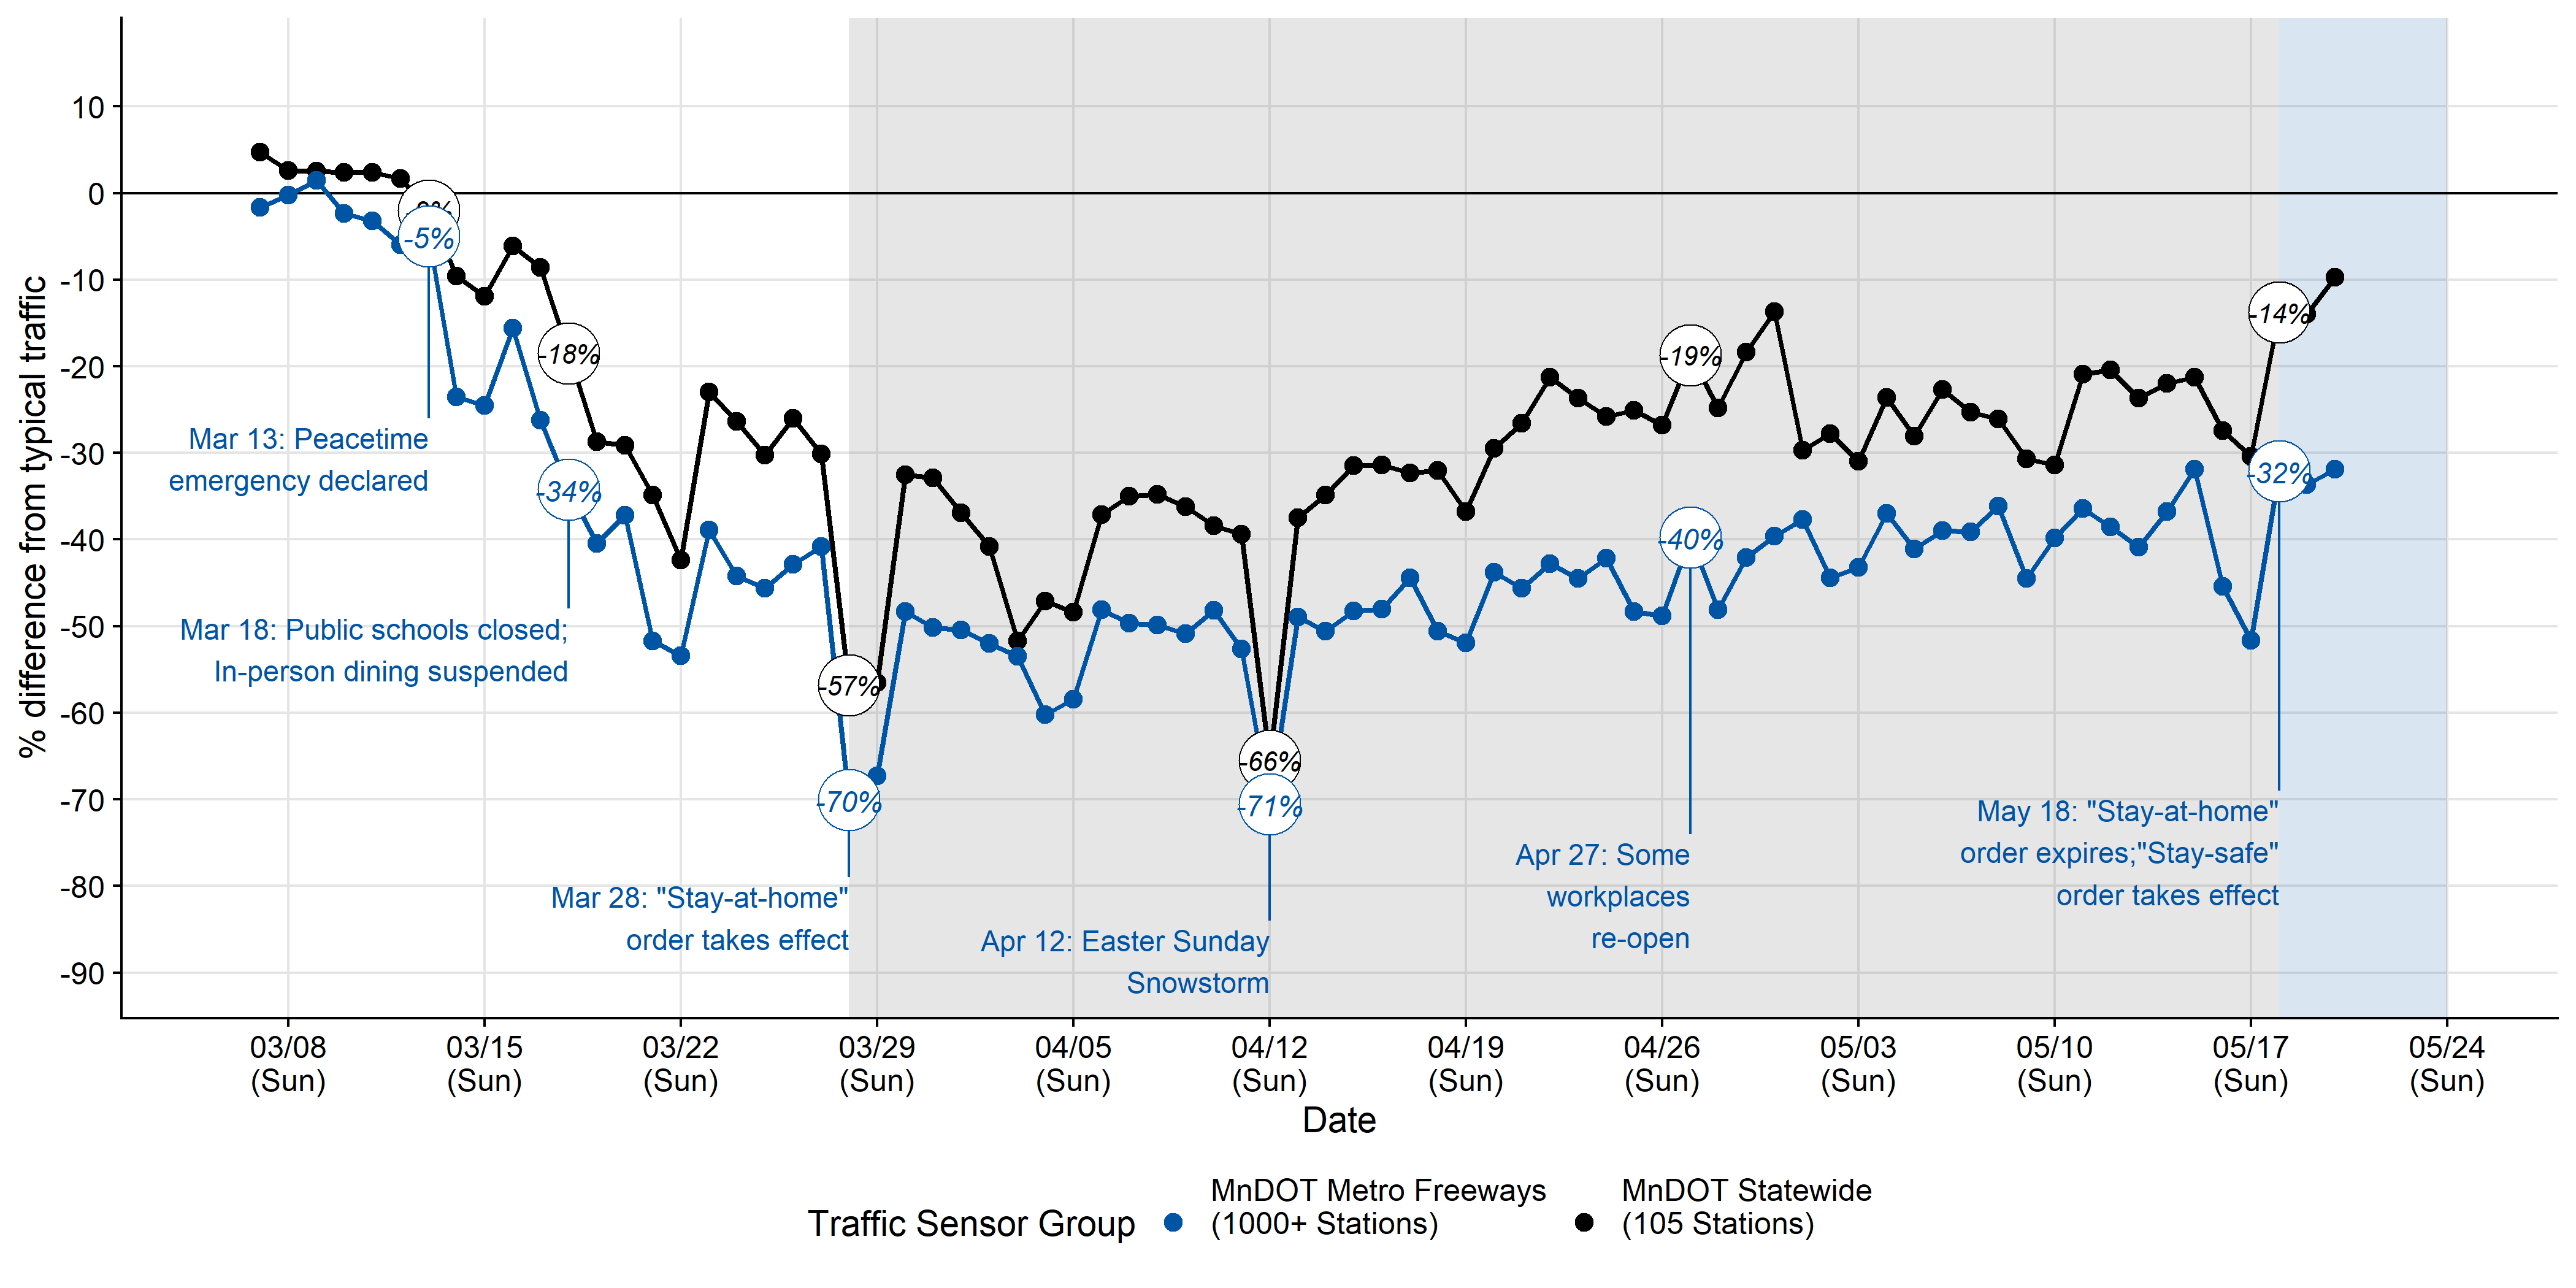 % difference from typical traffic
10
0
-10
-20
-30
-40
-50
-60
-70
-80
-90
-5%
-18%
-34%
-57%
-70%
-66%
-71%
-19%
-40%
-14%
-32%
Mar 13: Peacetime
emergency declared
Mar 18: Public schools closed;
In-person dining suspended
Mar 28: "Stay-at-home"
order takes effect
Apr 12: Easter Sunday
Snowstorm
Apr 27: Some
workplaces
re-open
May 18: "Stay-at-home"
order expires;"Stay-safe"
order takes effect
03/08 03/15 03/22 03/29 04/05 04/12 04/19 04/26 05/03 05/10 05/17 05/24
(Sun) (Sun) (Sun) (Sun) (Sun) (Sun) (Sun) (Sun) (Sun) (Sun) (Sun) (Sun)
Date
Traffic Sensor Group
MnDOT Metro Freeways
(1000+ Stations)
MnDOT Statewide
(105 Stations)